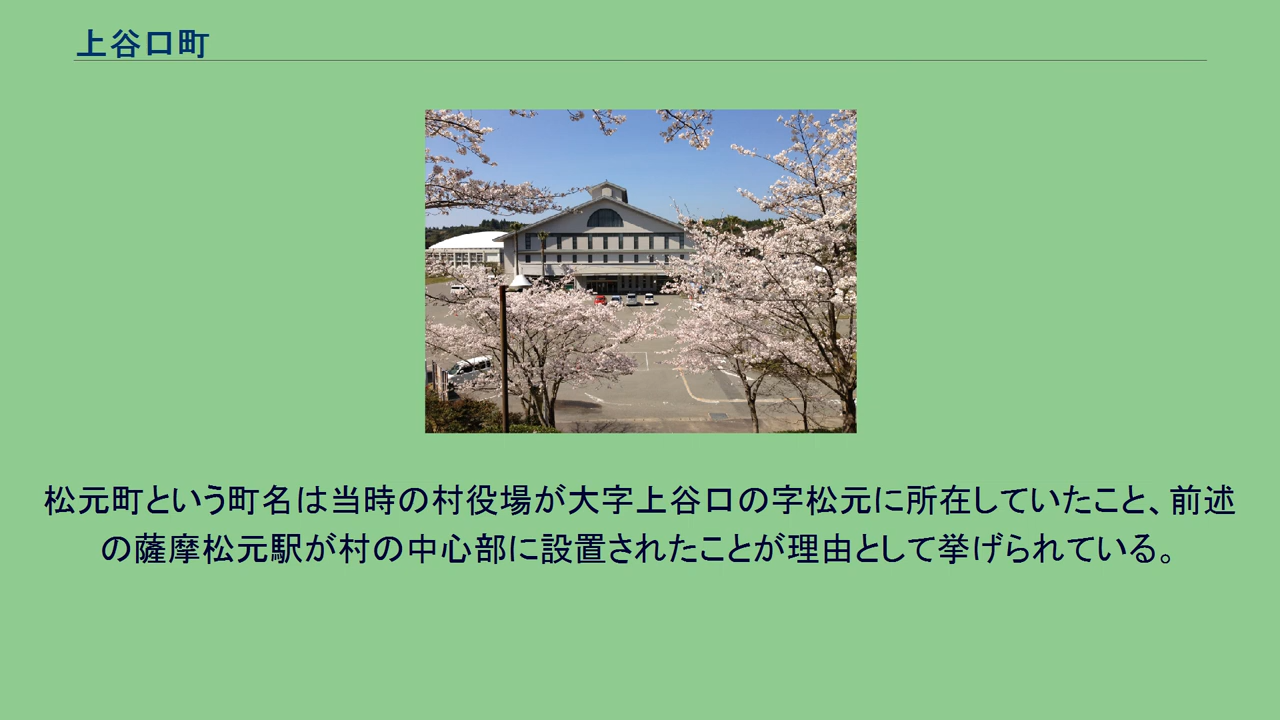 上谷口町
松元町という町名は当時の村役場が大字上谷口の字松元に所在していたこと、前述
の薩摩松元駅が村の中心部に設置されたことが理由として挙げられている。